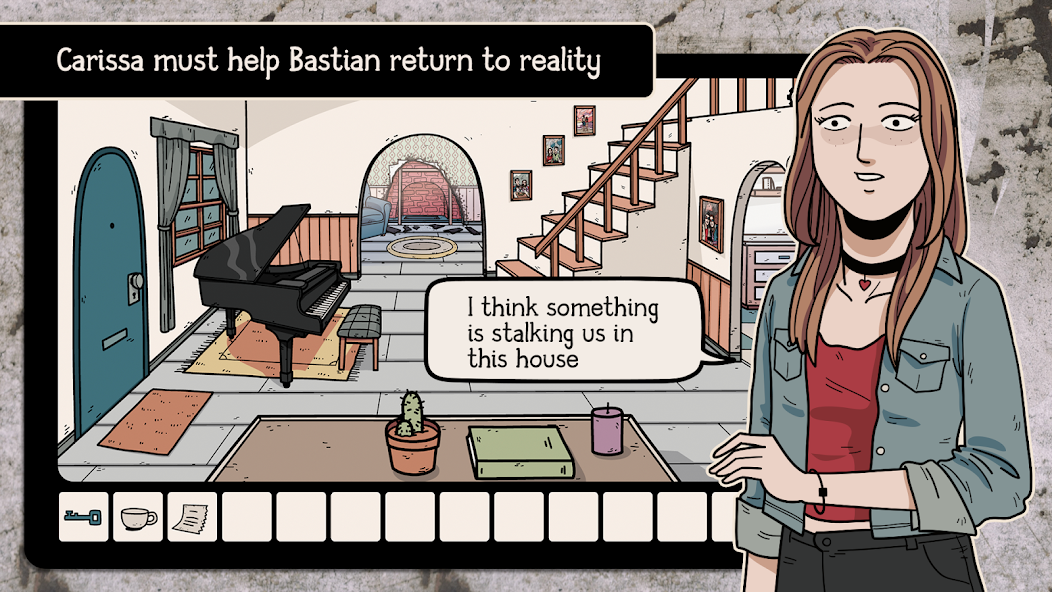 Carissa must help Bastian return to reality
I think something
is stalking us in
this house